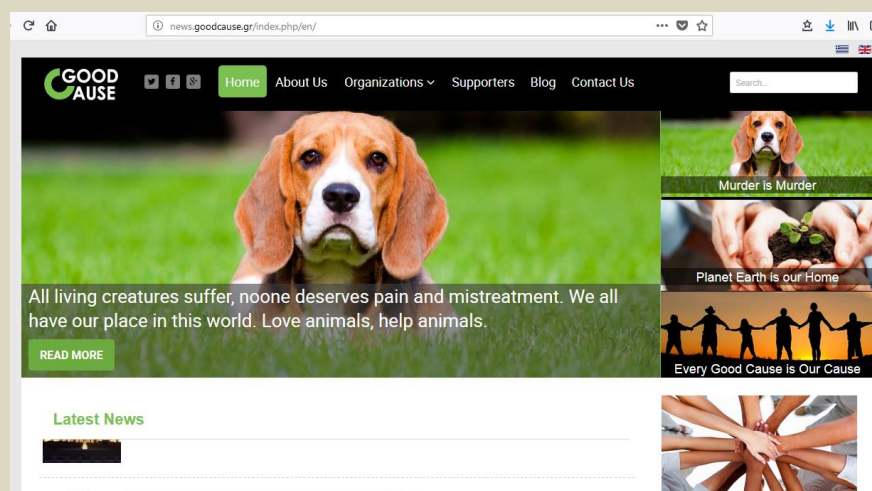 news.goodcause.gr/index.php/en/
GOOD
CAUSE
Home About Us Organizations Supporters Blog Contact Us
Search...
All living creatures suffer, noone deserves pain and mistreatment. We all
have our place in this world. Love animals, help animals.
READ MORE
Murder is Murder
Planet Earth is our Home
Every Good Cause is Our Cause
Latest News